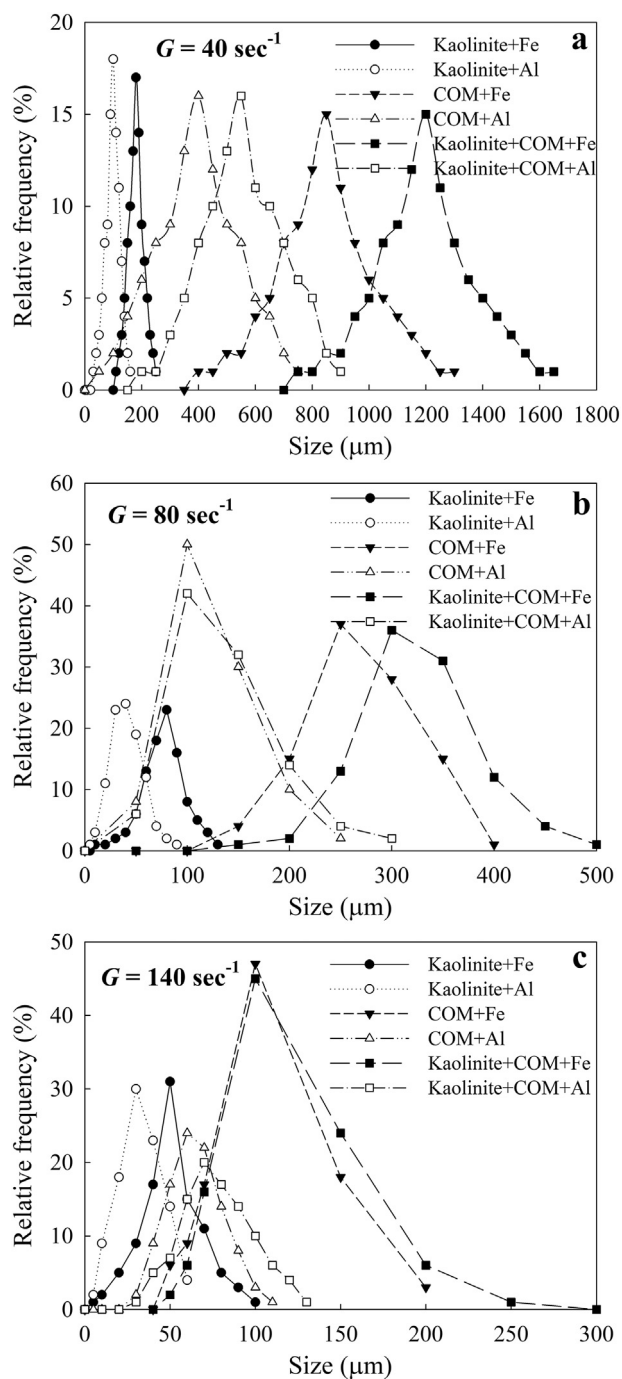 G = 40 sec-1
a
Kaolinite+Fe
Kaolinite+Al
COM+Fe
COM+Al
Kaolinite+COM+Fe
Kaolinite+COM+Al
Relative frequency (%)
20
15
10
5
0
0 200 400 600 800 1000 1200 1400 1600 1800
Size (μm)
G = 80 sec-1
b
Kaolinite+Fe
Kaolinite+Al
COM+Fe
COM+Al
Kaolinite+COM+Fe
Kaolinite+COM+Al
Relative frequency (%)
60
50
40
30
20
10
0
0 100 200 300 400 500
Size (μm)
G = 140 sec-1
c
Kaolinite+Fe
Kaolinite+Al
COM+Fe
COM+Al
Kaolinite+COM+Fe
Kaolinite+COM+Al
Relative frequency (%)
50
40
30
20
10
0
0 50 100 150 200 250 300
Size (μm)